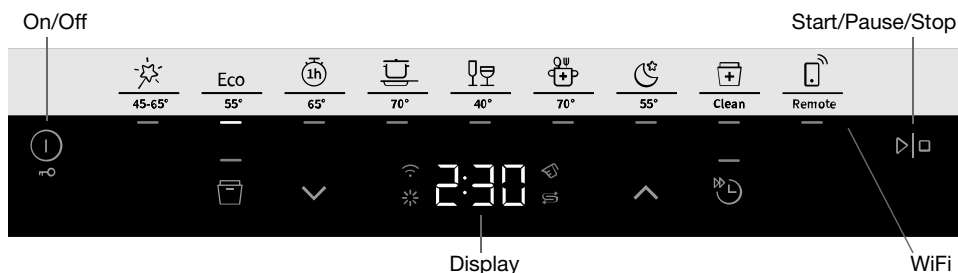 On/Off Start/Pause/Stop
Eco 1h
45-65° 55° 65° 70° 40° 70° 55° Clean Remote
2:30
Display WiFi